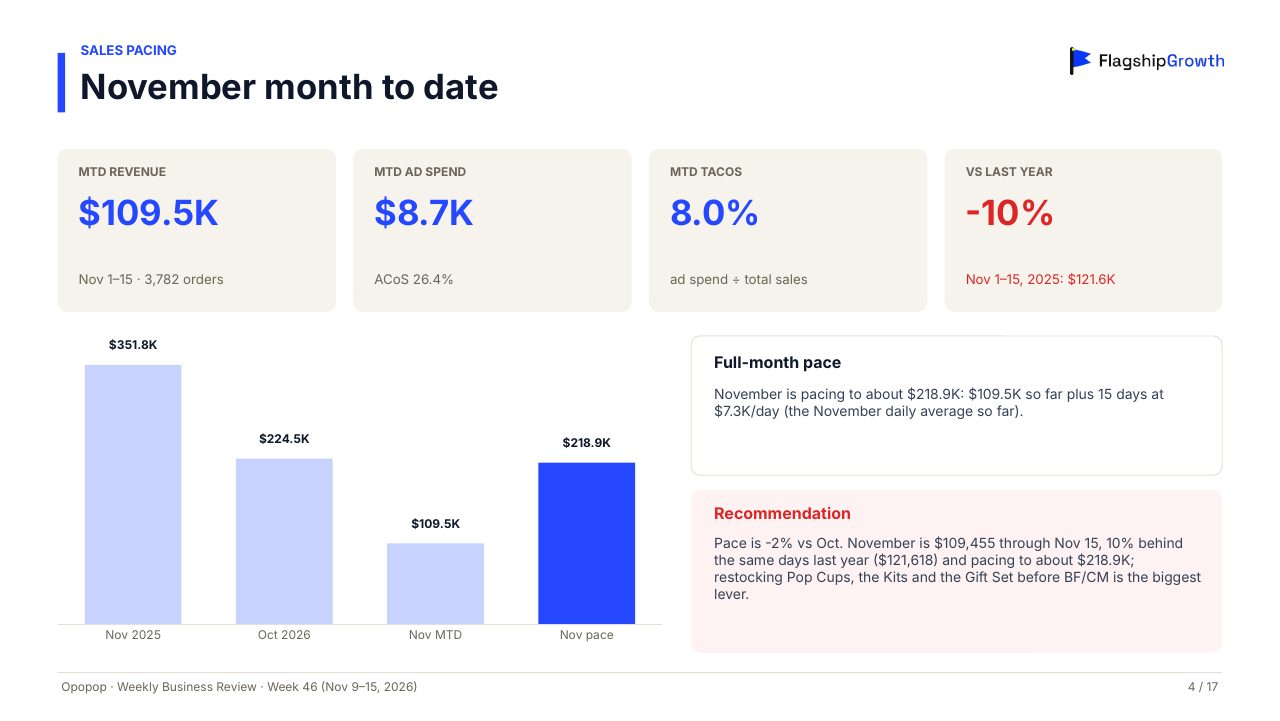 SALES PACING
November month to date
FlagshipGrowth
MTD REVENUE
$109.5K
Nov 1–15 · 3,782 orders
MTD AD SPEND
$8.7K
ACoS 26.4%
MTD TACOS
8.0%
ad spend ÷ total sales
VS LAST YEAR
-10%
Nov 1–15, 2025: $121.6K
$351.8K
$224.5K
$109.5K
$218.9K
Nov 2025
Oct 2026
Nov MTD
Nov pace
Full-month pace
November is pacing to about $218.9K: $109.5K so far plus 15 days at
$7.3K/day (the November daily average so far).
Recommendation
Pace is -2% vs Oct. November is $109,455 through Nov 15, 10% behind
the same days last year ($121,618) and pacing to about $218.9K;
restocking Pop Cups, the Kits and the Gift Set before BF/CM is the biggest
lever.
Opopop · Weekly Business Review · Week 46 (Nov 9–15, 2026)
4 / 17